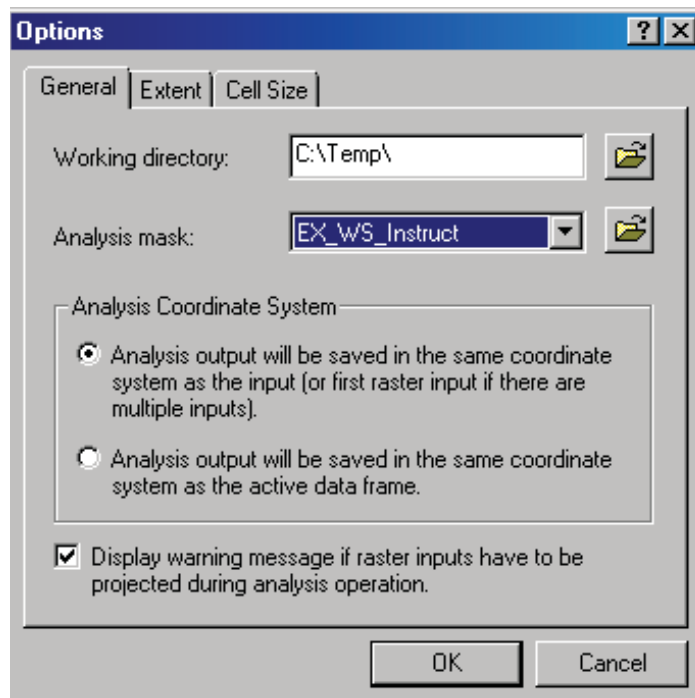 Options
General Extent Cell Size
Working directory: C:\Temp\
Analysis mask: EX_WS_Instruct
Analysis Coordinate System
Analysis output will be saved in the same coordinate
system as the input (or first raster input if there are
multiple inputs).
Analysis output will be saved in the same coordinate
system as the active data frame.
Display warning message if raster inputs have to be
projected during analysis operation.
OK Cancel